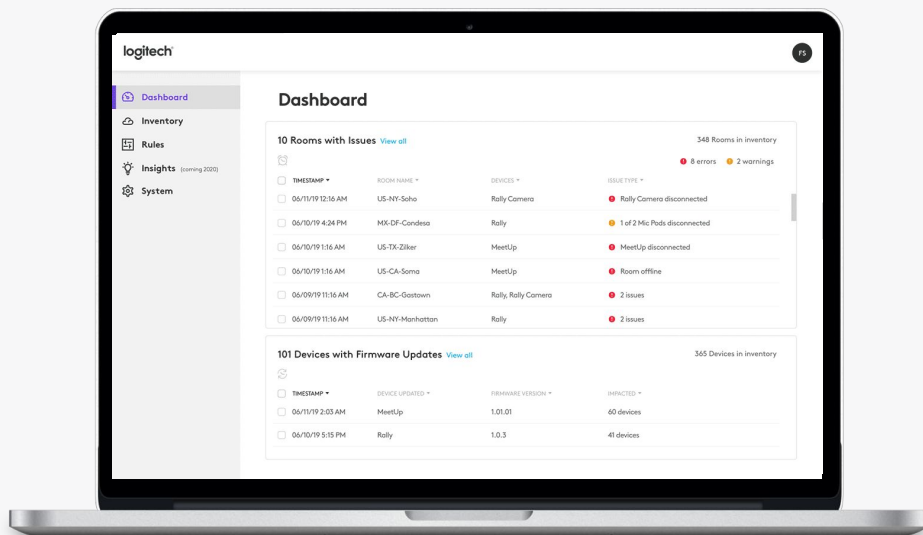 logitech
FS
Dashboard
Inventory
Rules
Insights (coming 2020)
System
Dashboard
10 Rooms with Issues View all
348 Rooms in inventory
8 errors 2 warnings
TIMESTAMP ROOM NAME DEVICES ISSUE TYPE
06/11/19 12:16 AM US-NY-Soho Rally Camera Rally Camera disconnected
06/10/19 4:24 PM MX-DF-Condesa Rally 1 of 2 Mic Pods disconnected
06/10/19 1:16 AM US-TX-Zilker MeetUp MeetUp disconnected
06/10/19 1:16 AM US-CA-Soma MeetUp Room offline
06/09/19 11:16 AM CA-BC-Gastown Rally, Rally Camera 2 issues
06/09/19 11:16 AM US-NY-Manhattan Rally 2 issues
101 Devices with Firmware Updates View all
365 Devices in inventory
TIMESTAMP DEVICE UPDATED FIRMWARE VERSION IMPACTED
06/11/19 2:03 AM MeetUp 1.01.01 60 devices
06/10/19 5:15 PM Rally 1.0.3 41 devices